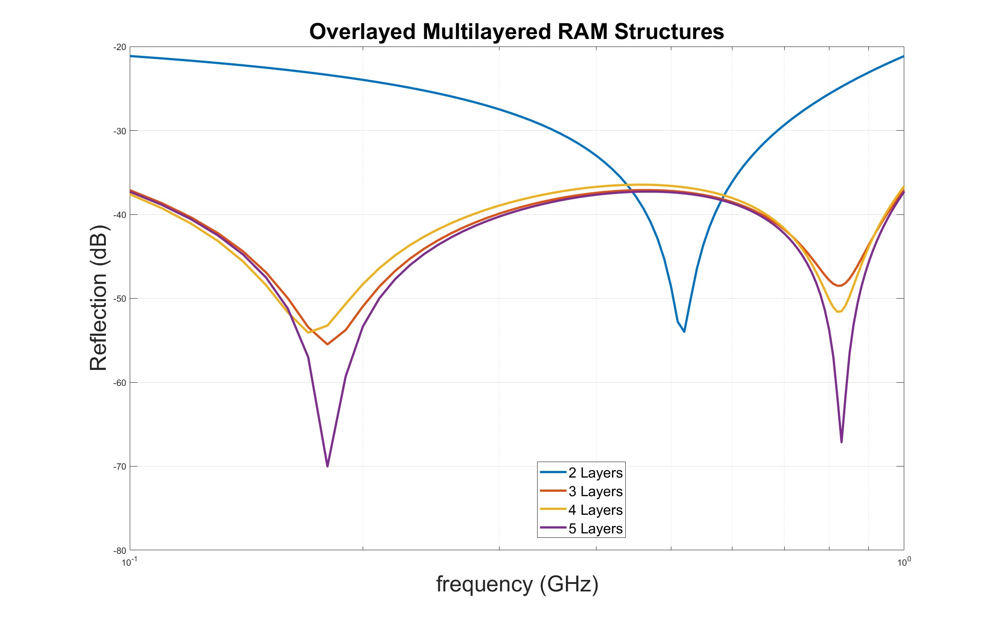 Overlayed Multilayered RAM Structures
-20
-30
-40
-50
-60
-70
-80
Reflection (dB)
2 Layers
3 Layers
4 Layers
5 Layers
10-1
100
frequency (GHz)